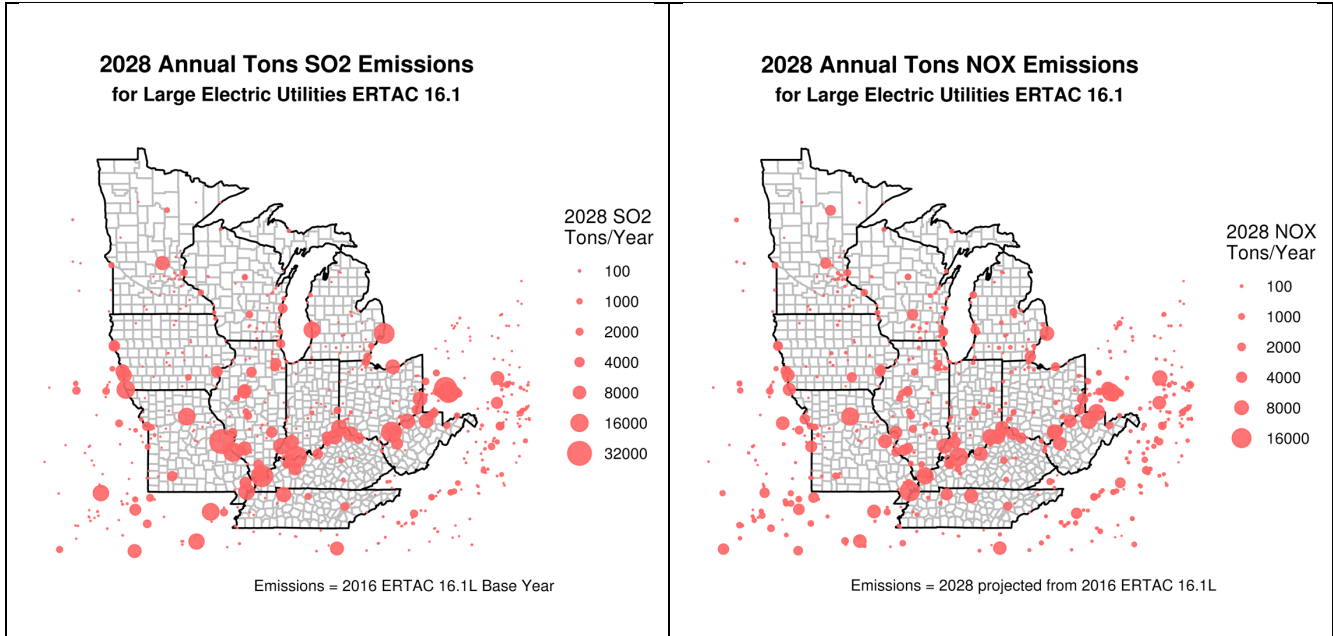 2028 Annual Tons SO2 Emissions
for Large Electric Utilities ERTAC 16.1
2028 SO2
Tons/Year
100
1000
2000
4000
8000
16000
32000
Emissions = 2016 ERTAC 16.1L Base Year
2028 Annual Tons NOX Emissions
for Large Electric Utilities ERTAC 16.1
2028 NOX
Tons/Year
100
1000
2000
4000
8000
16000
Emissions = 2028 projected from 2016 ERTAC 16.1L